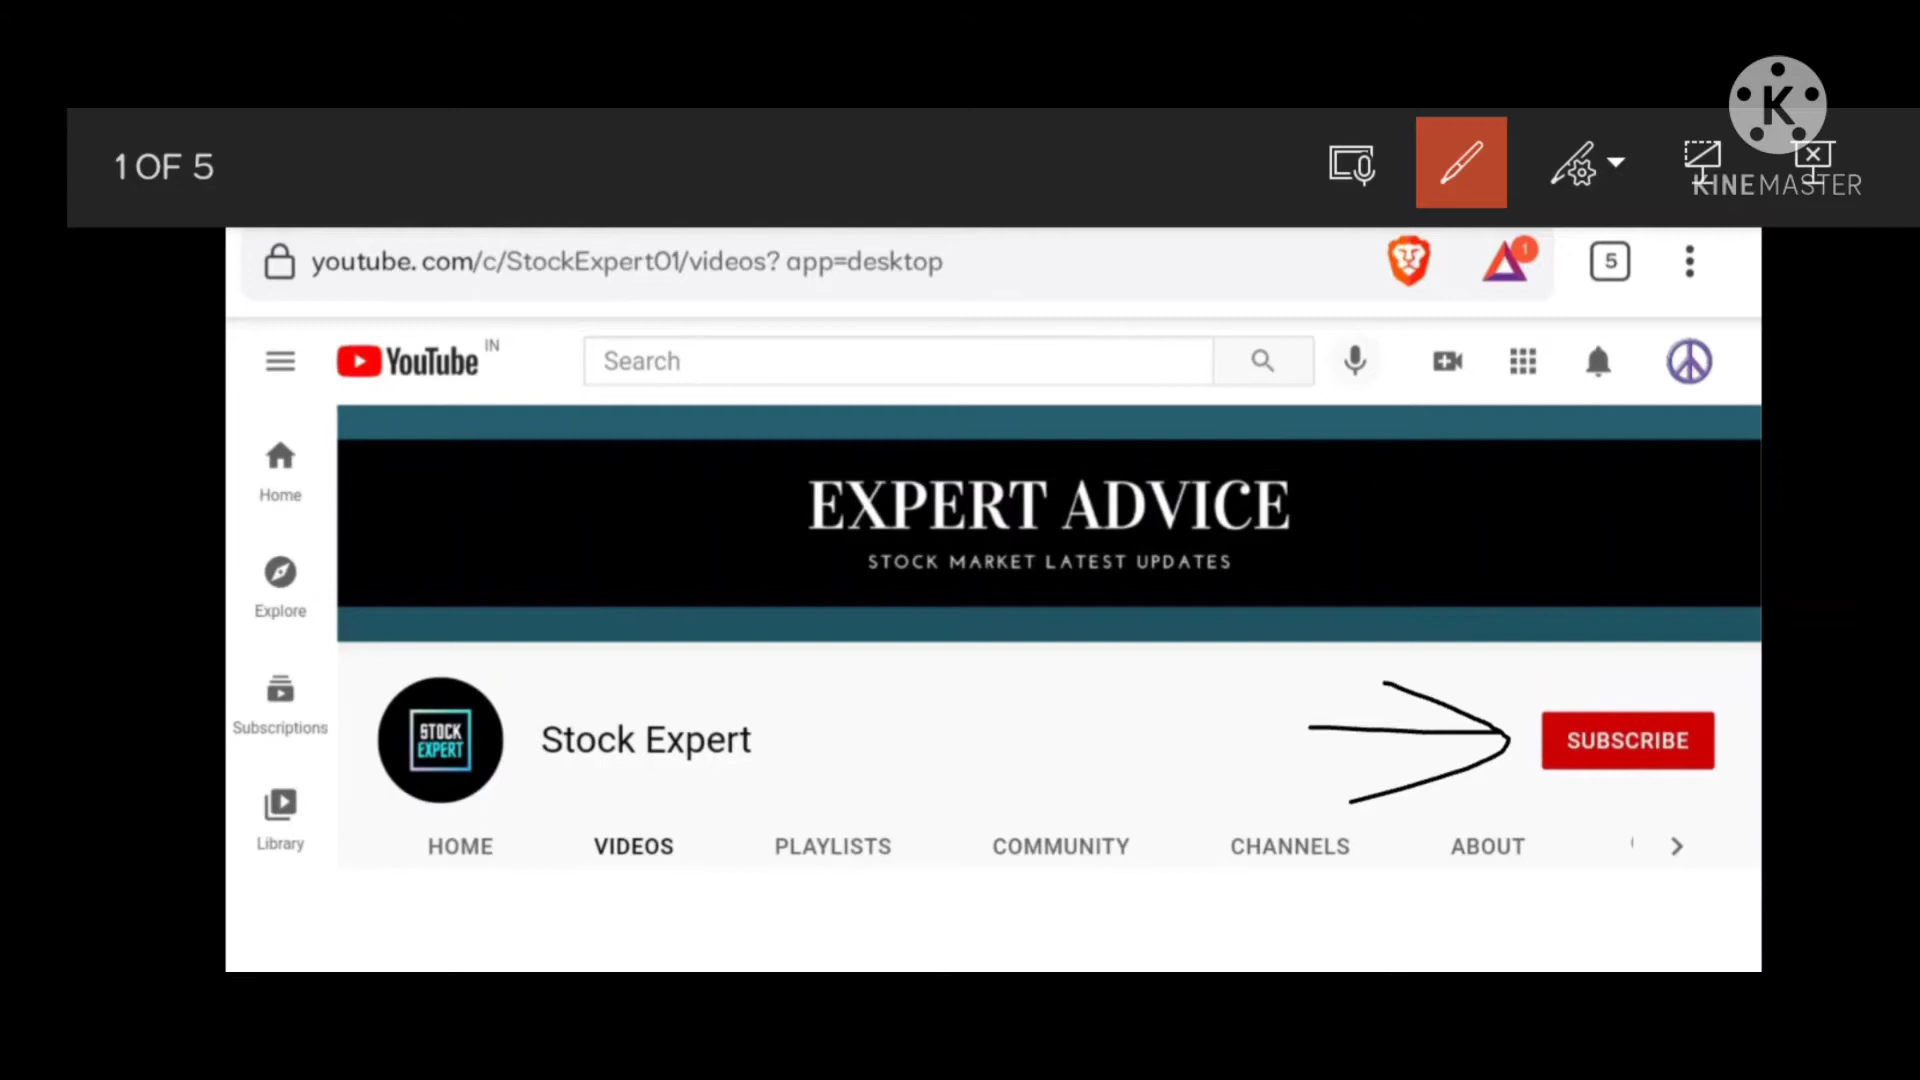 1 OF 5
K
KINEMASTER
youtube.com/c/StockExpert01/videos? app=desktop
1
5
YouTube IN
Search
EXPERT ADVICE
STOCK MARKET LATEST UPDATES
Home
Explore
Subscriptions
Library
STOCK
EXPERT
Stock Expert
SUBSCRIBE
HOME VIDEOS PLAYLISTS COMMUNITY CHANNELS ABOUT